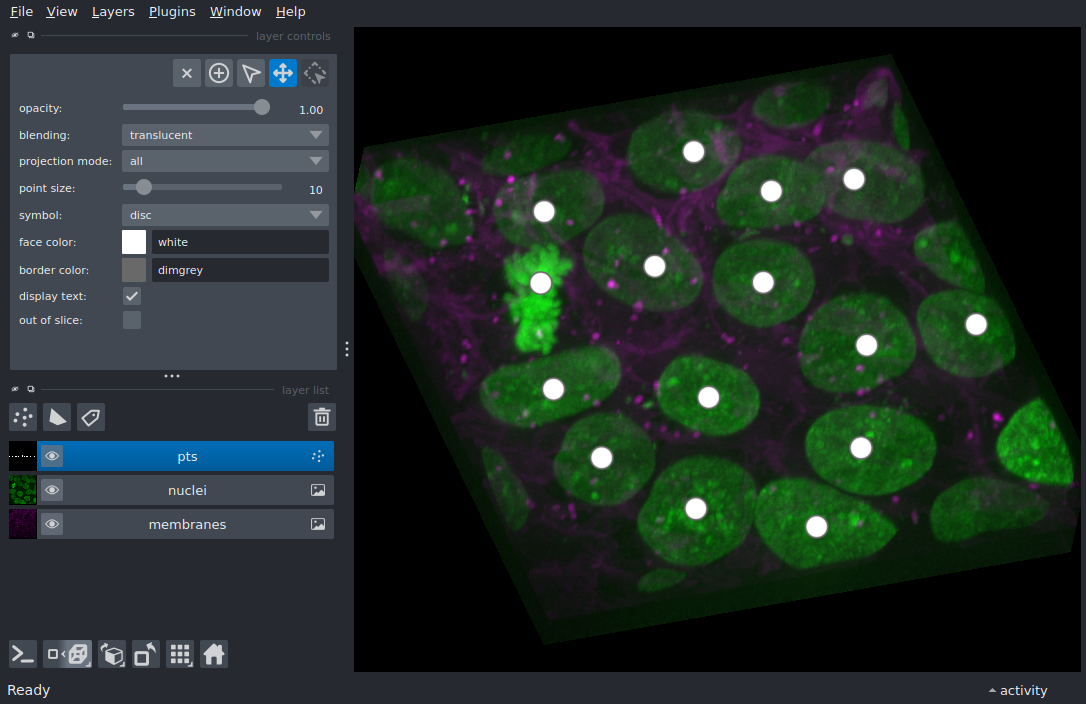 File View Layers Plugins Window Help
layer controls
opacity: 1.00
blending: translucent
projection mode: all
point size: 10
symbol: disc
face color: white
border color: dimgrey
display text:
out of slice:
layer list
pts
nuclei
membranes
Ready
activity